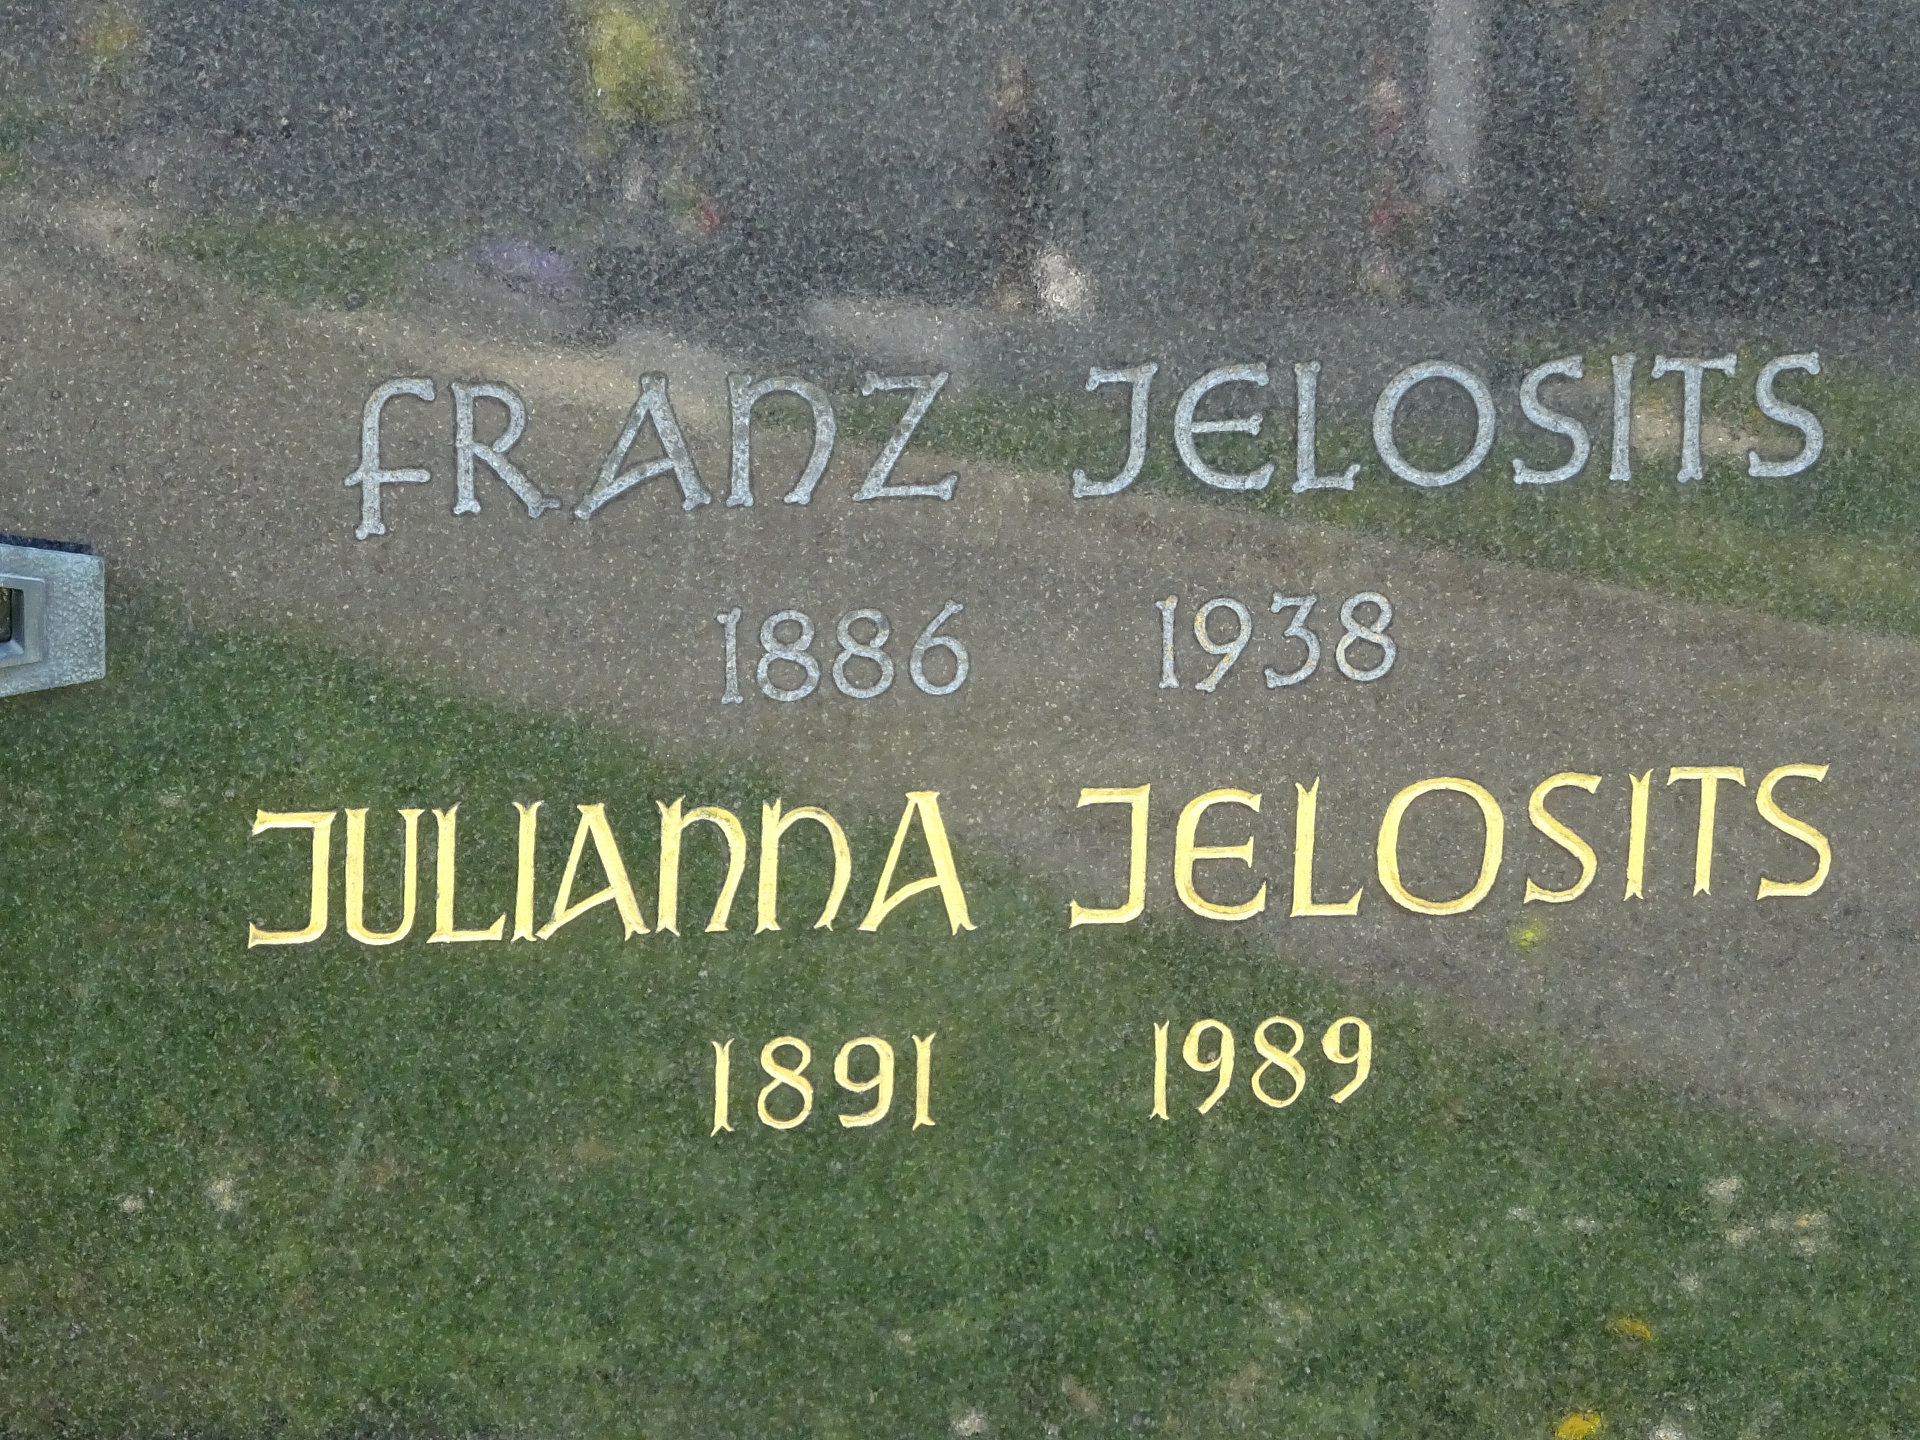 FRANZ JELOSITS
1886 1938
JULIANNA JELOSITS
1891 1989